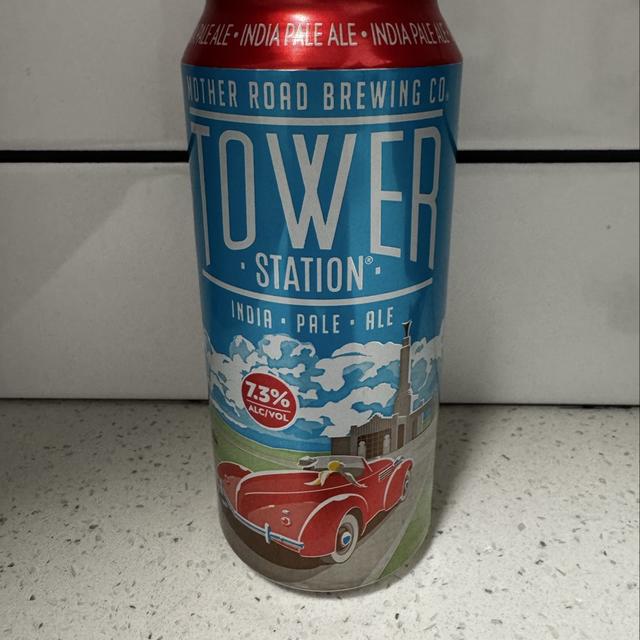 PALE ALE • INDIA PALE ALE • INDIA PALE ALE
MOTHER ROAD BREWING CO.
TOWER
· STATION® ·
INDIA · PALE · ALE
7.3%
ALC/VOL